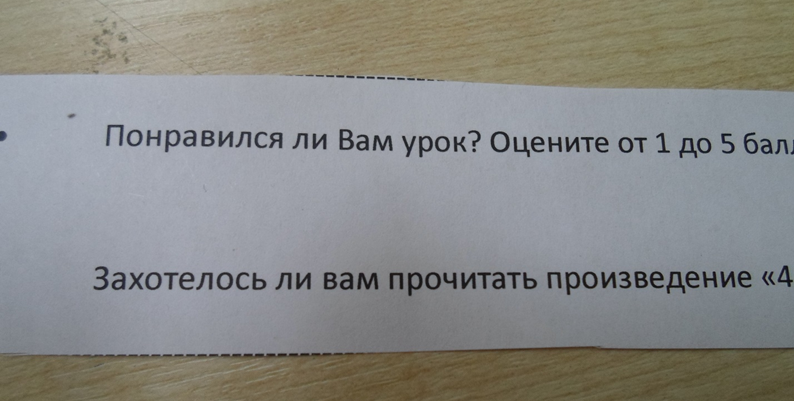 Понравился ли Вам урок? Оцените от 1 до 5
Захотелось ли вам прочитать произведение «4